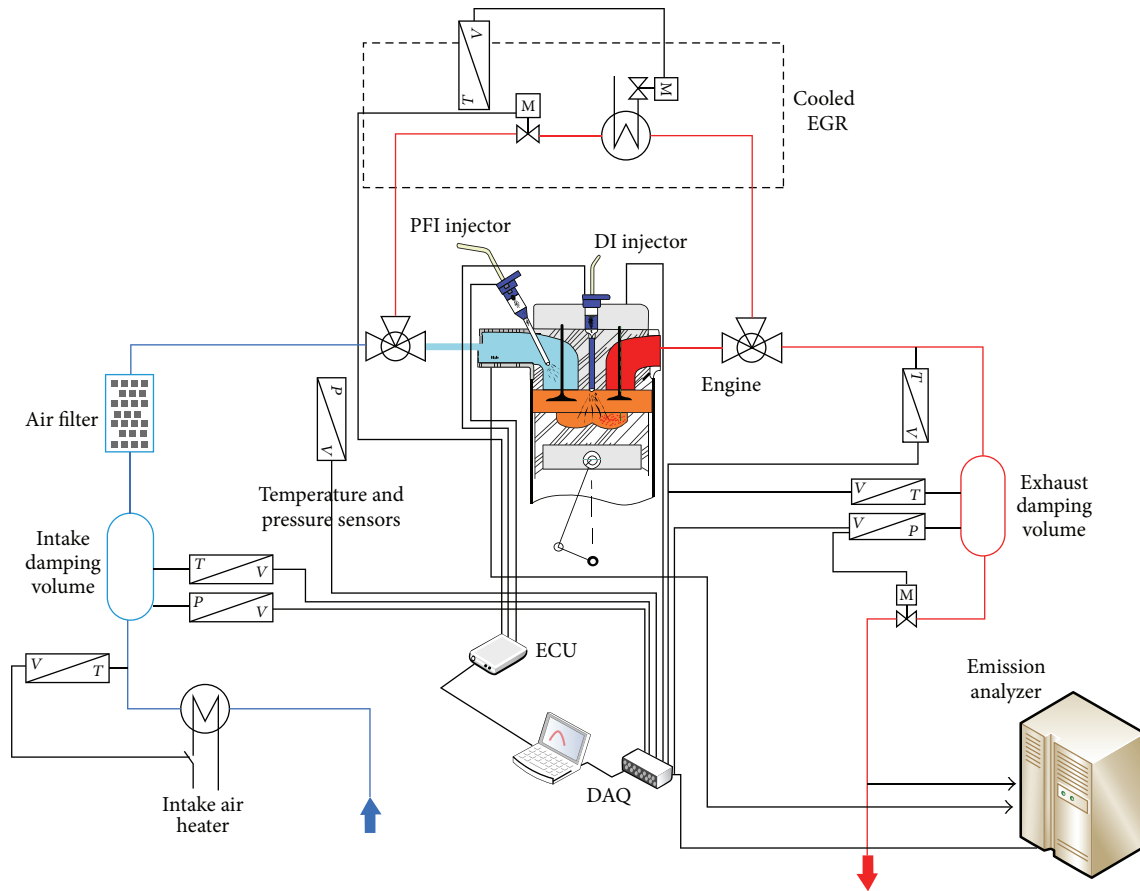 V
T
M
M
Cooled
EGR
PFI injector
DI injector
Engine
Air filter
P
V
T
V
Temperature and
pressure sensors
Intake
damping
volume
T
V
P
V
V
T
V
P
Exhaust
damping
volume
M
V
T
ECU
Emission
analyzer
DAQ
Intake air
heater